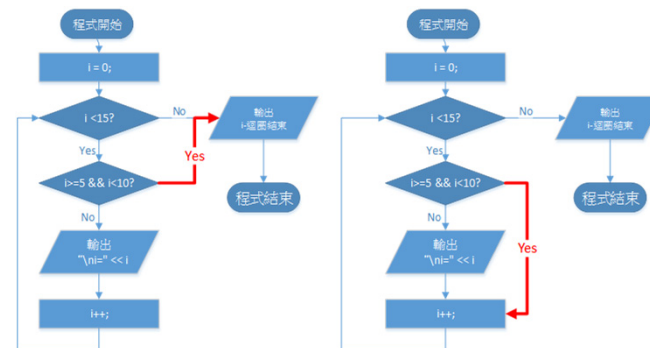 程式開始
i = 0;
i <15?
No
輸出
i-迴圈結束
Yes
Yes
i>=5 && i<10?
程式結束
No
輸出
"\ni=" << i
i++;
程式開始
i = 0;
i <15?
No
輸出
i-迴圈結束
Yes
i>=5 && i<10?
程式結束
No
Yes
輸出
"\ni=" << i
i++;